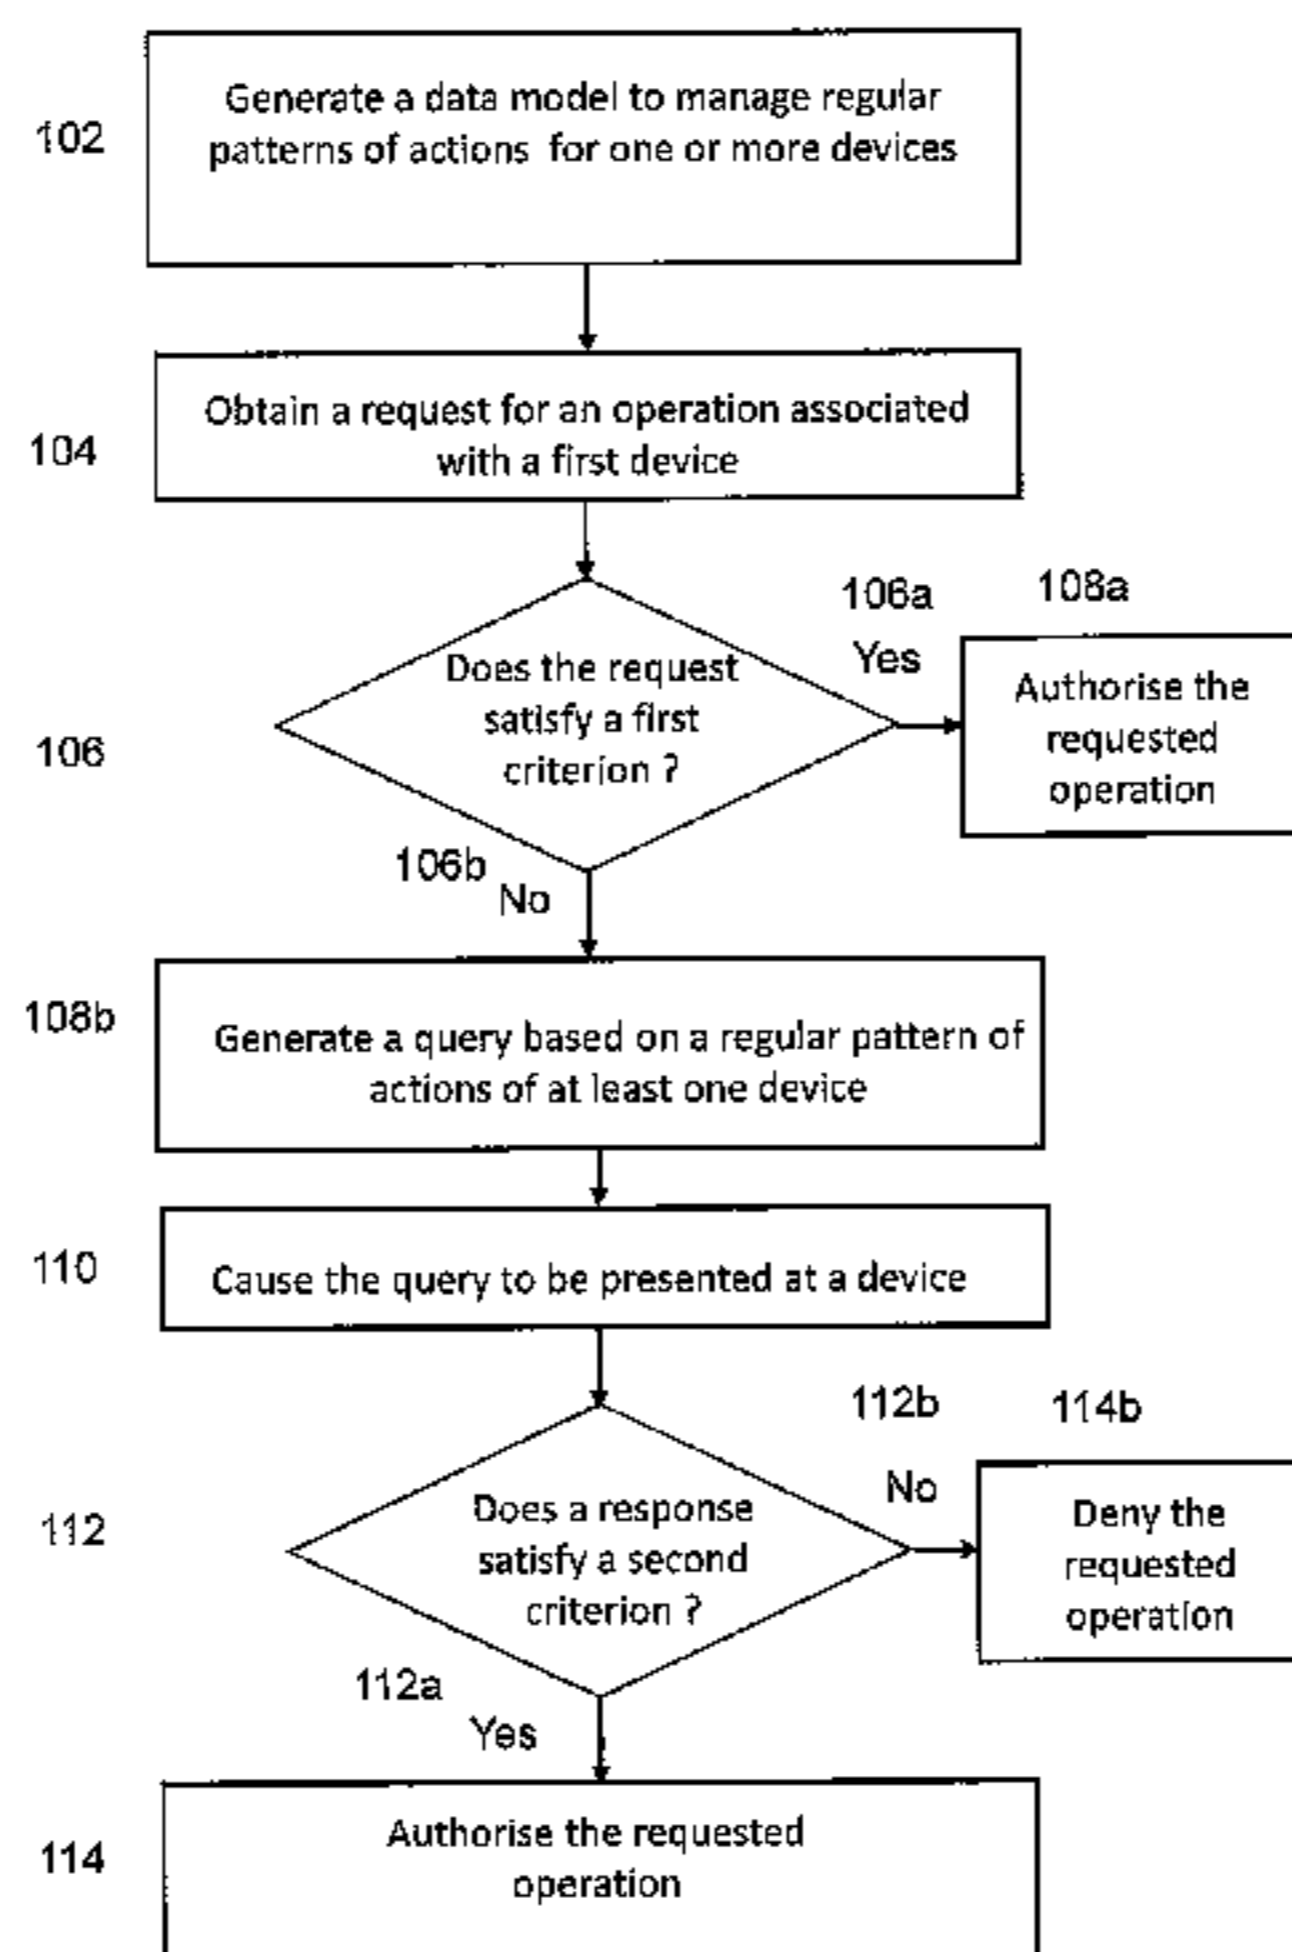 102
Generate a data model to manage regular
patterns of actions for one or more devices
104
Obtain a request for an operation associated
with a first device
106
Does the request
satisfy a first
criterion ?
106a
Yes
108a
Authorise the
requested
operation
106b
No
108b
Generate a query based on a regular pattern of
actions of at least one device
110
Cause the query to be presented at a device
112
Does a response
satisfy a second
criterion ?
112b
No
114b
Deny the
requested
operation
112a
Yes
114
Authorise the requested
operation